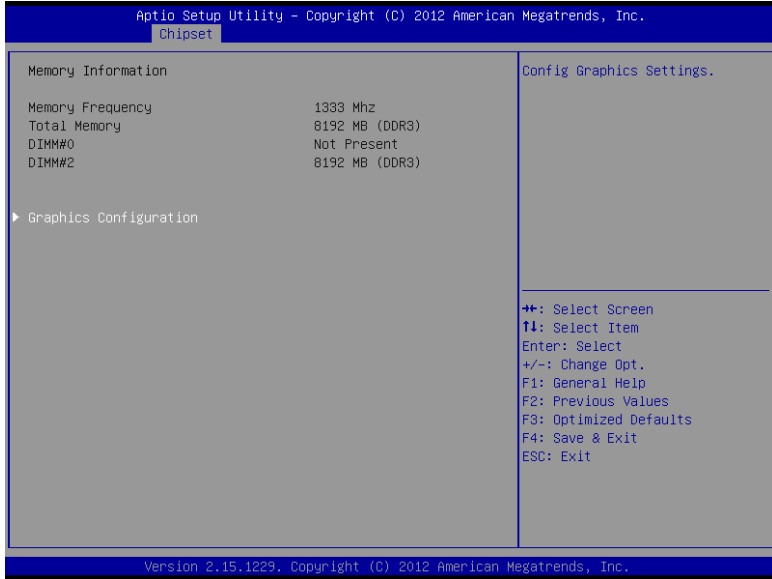 Aptio Setup Utility – Copyright (C) 2012 American Megatrends, Inc.
Chipset
Memory Information
Memory Frequency 1333 Mhz
Total Memory 8192 MB (DDR3)
DIMM#0 Not Present
DIMM#2 8192 MB (DDR3)
▶ Graphics Configuration
Config Graphics Settings.
→←: Select Screen
↑↓: Select Item
Enter: Select
+/-: Change Opt.
F1: General Help
F2: Previous Values
F3: Optimized Defaults
F4: Save & Exit
ESC: Exit
Version 2.15.1229. Copyright (C) 2012 American Megatrends, Inc.